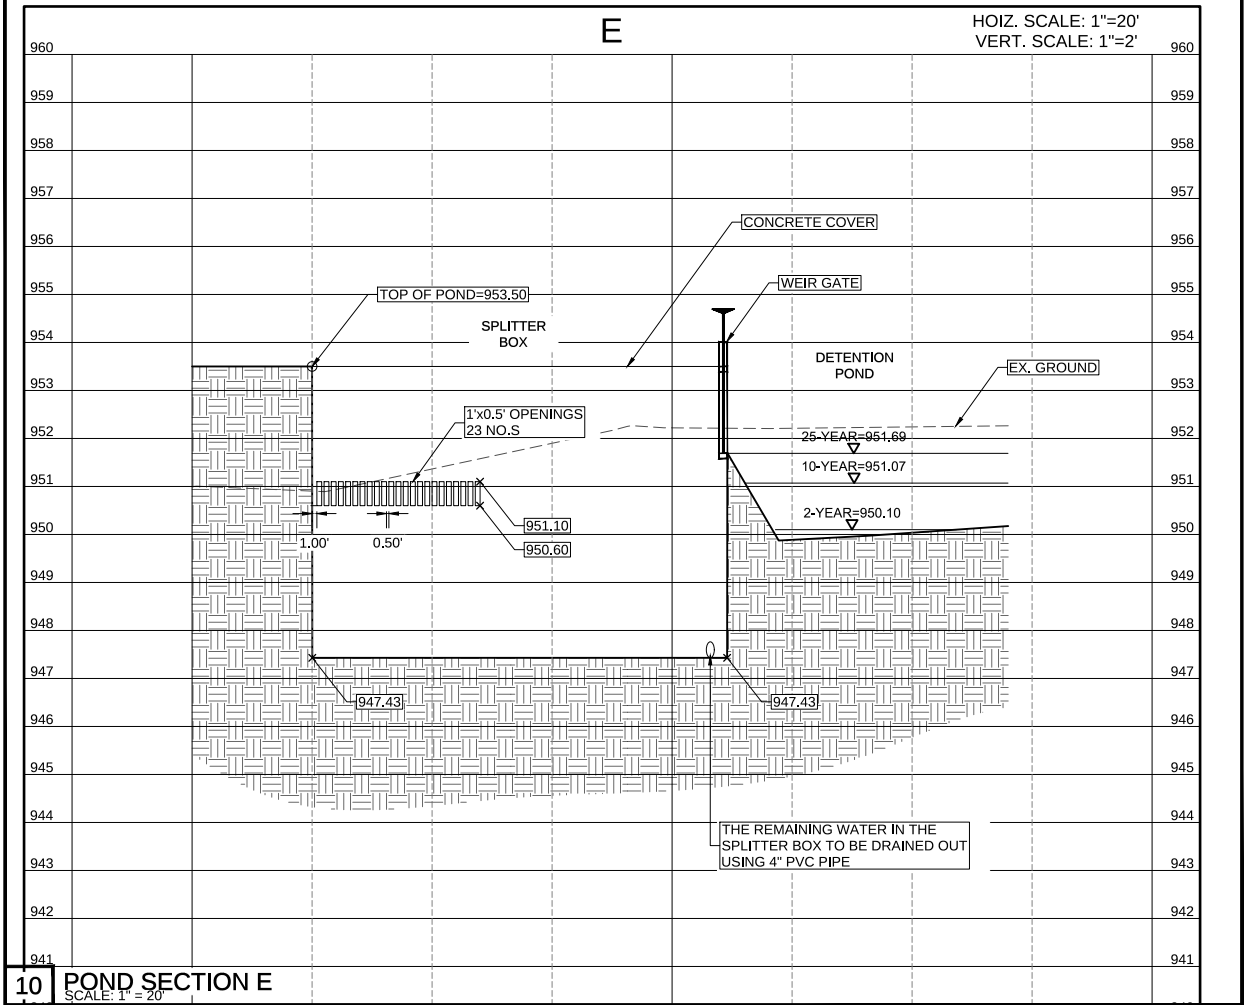 E
HOIZ. SCALE: 1"=20'
VERT. SCALE: 1"=2'
960 960
959 959
958 958
957 957
956 956
955 955
954 954
953 953
952 952
951 951
950 950
949 949
948 948
947 947
946 946
945 945
944 944
943 943
942 942
941 941
CONCRETE COVER
WEIR GATE
TOP OF POND=953.50
SPLITTER
BOX
DETENTION
POND
EX. GROUND
1'x0.5' OPENINGS
23 NO.S
25-YEAR=951.69
10-YEAR=951.07
2-YEAR=950.10
951.10
950.60
1.00'
0.50'
947.43
947.43
THE REMAINING WATER IN THE
SPLITTER BOX TO BE DRAINED OUT
USING 4" PVC PIPE
10
POND SECTION E
SCALE: 1" = 20'